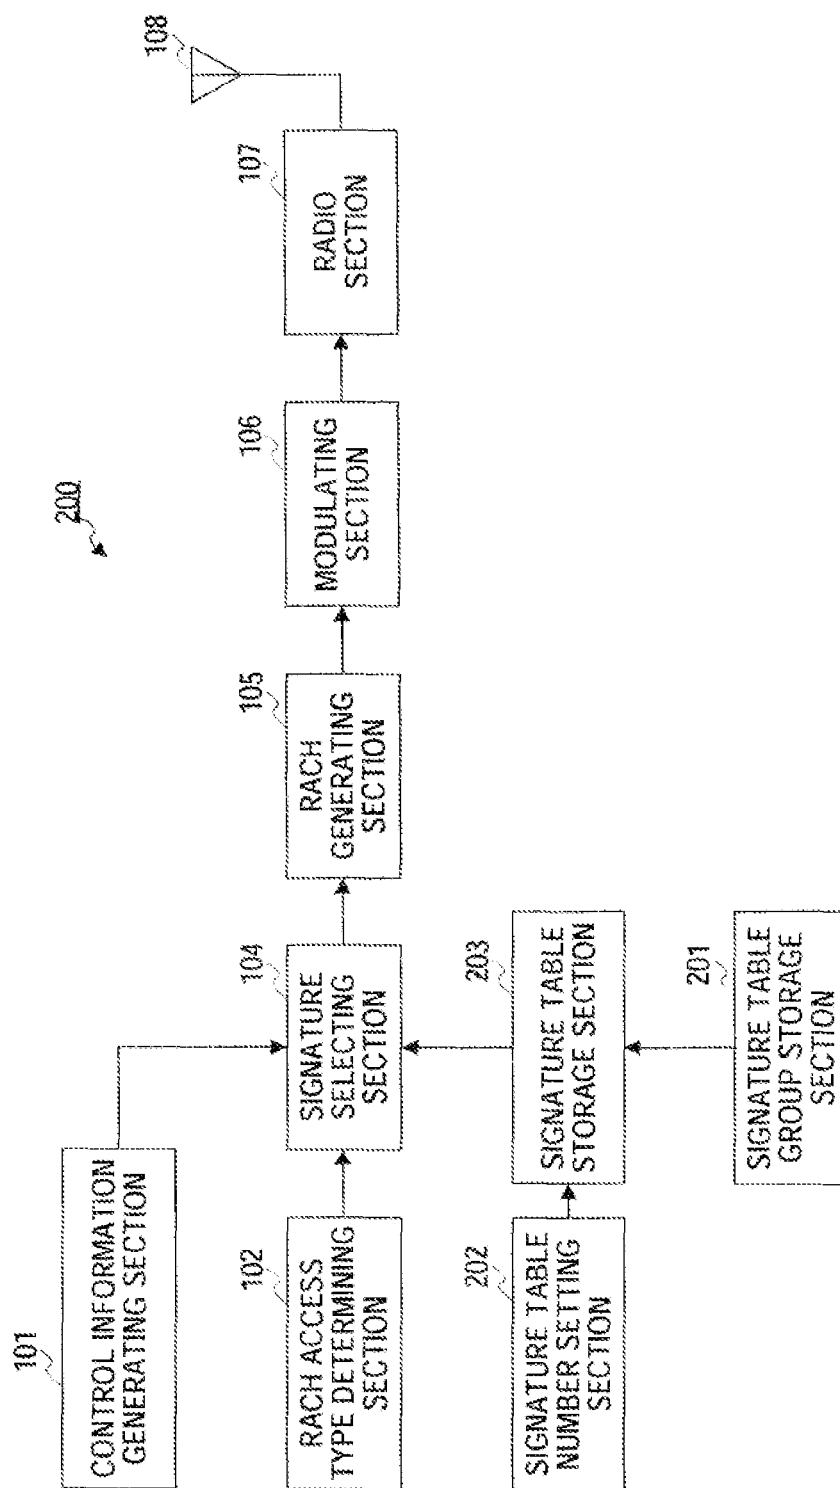 200
101
CONTROL INFORMATION
GENERATING SECTION
102
RACH ACCESS
TYPE DETERMINING
SECTION
104
SIGNATURE
SELECTING
SECTION
105
RACH
GENERATING
SECTION
106
MODULATING
SECTION
107
RADIO
SECTION
108
202
SIGNATURE TABLE
NUMBER SETTING
SECTION
203
SIGNATURE TABLE
STORAGE SECTION
201
SIGNATURE TABLE
GROUP STORAGE
SECTION